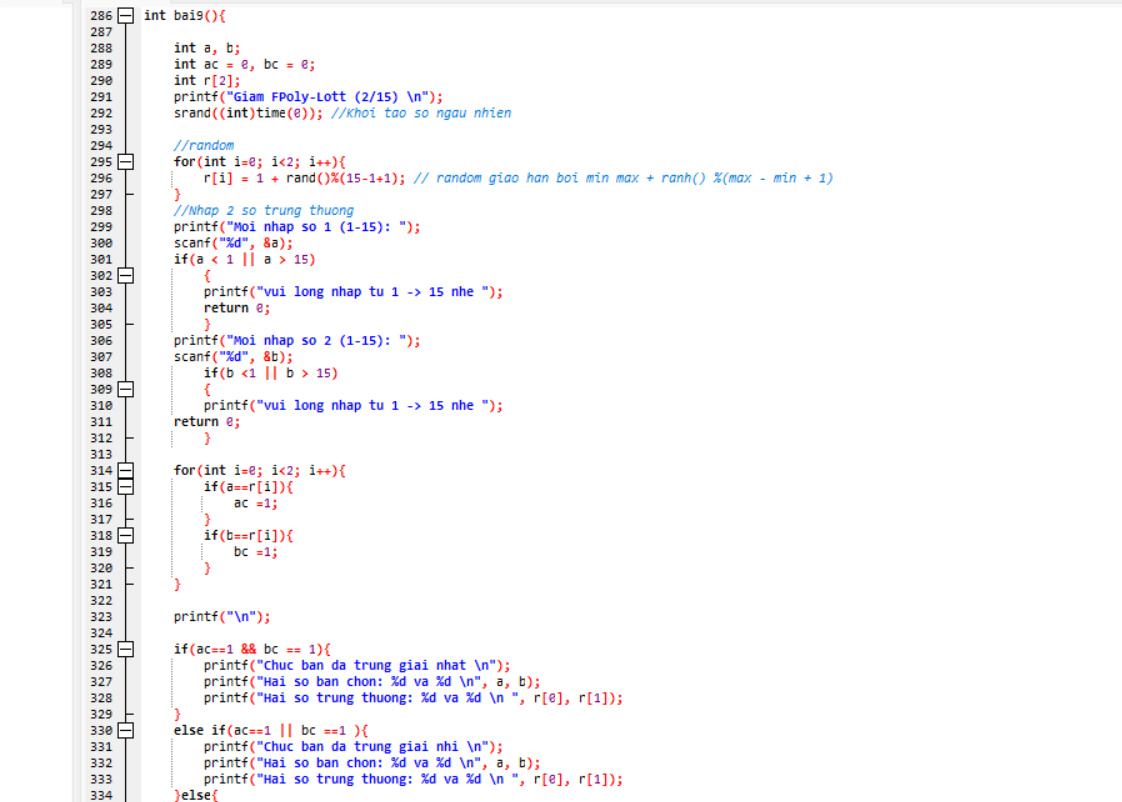 286 int bai9(){
287
288 int a, b;
289 int ac = 0, bc = 0;
290 int r[2];
291 printf("Giam FPoly-Lott (2/15) \n");
292 srand((int)time(0)); //Khoi tao so ngau nhien
293
294 //random
295 for(int i=0; i<2; i++){
296 r[i] = 1 + rand()%(15-1+1); // random giao han boi min max + ranh() %(max - min + 1)
297 }
298 //Nhap 2 so trung thuong
299 printf("Moi nhap so 1 (1-15): ");
300 scanf("%d", &a);
301 if(a < 1 || a > 15)
302 {
303 printf("vui long nhap tu 1 -> 15 nhe ");
304 return 0;
305 }
306 printf("Moi nhap so 2 (1-15): ");
307 scanf("%d", &b);
308 if(b <1 || b > 15)
309 {
310 printf("vui long nhap tu 1 -> 15 nhe ");
311 return 0;
312 }
313
314 for(int i=0; i<2; i++){
315 if(a==r[i]){
316 ac =1;
317 }
318 if(b==r[i]){
319 bc =1;
320 }
321 }
322
323 printf("\n");
324
325 if(ac==1 && bc == 1){
326 printf("Chuc ban da trung giai nhat \n");
327 printf("Hai so ban chon: %d va %d \n", a, b);
328 printf("Hai so trung thuong: %d va %d \n ", r[0], r[1]);
329 }
330 else if(ac==1 || bc ==1 ){
331 printf("Chuc ban da trung giai nhi \n");
332 printf("Hai so ban chon: %d va %d \n", a, b);
333 printf("Hai so trung thuong: %d va %d \n ", r[0], r[1]);
334 }else{